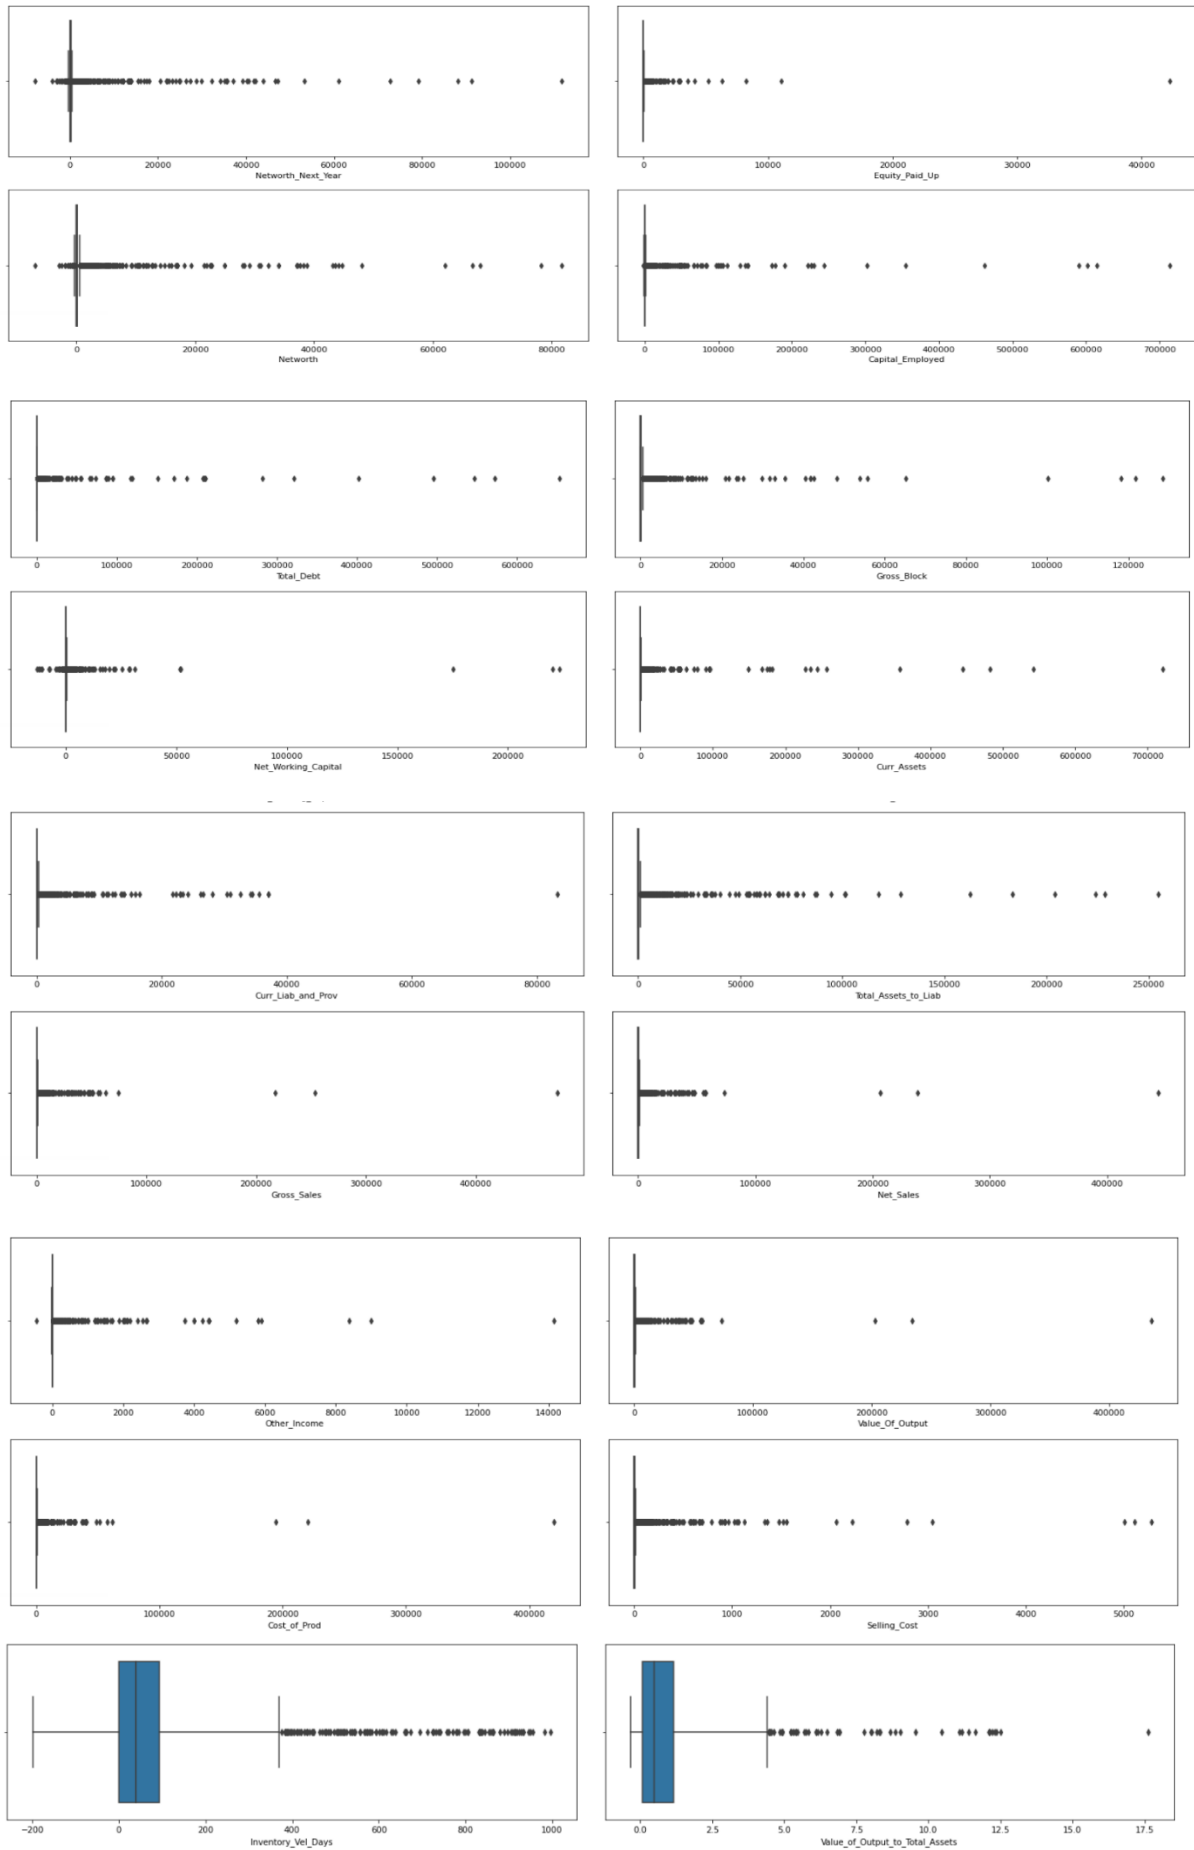 0 20000 40000 60000 80000 100000
Networth_Next_Year
0 10000 20000 30000 40000
Equity_Paid_Up
0 20000 40000 60000 80000
Networth
0 100000 200000 300000 400000 500000 600000 700000
Capital_Employed
0 100000 200000 300000 400000 500000 600000
Total_Debt
0 20000 40000 60000 80000 100000 120000
Gross_Block
0 50000 100000 150000 200000
Net_Working_Capital
0 100000 200000 300000 400000 500000 600000 700000
Curr_Assets
0 20000 40000 60000 80000
Curr_Liab_and_Prov
0 50000 100000 150000 200000 250000
Total_Assets_to_Liab
0 100000 200000 300000 400000
Gross_Sales
0 100000 200000 300000 400000
Net_Sales
0 2000 4000 6000 8000 10000 12000 14000
Other_Income
0 100000 200000 300000 400000
Value_Of_Output
0 100000 200000 300000 400000
Cost_of_Prod
0 1000 2000 3000 4000 5000
Selling_Cost
−200 0 200 400 600 800 1000
Inventory_Vel_Days
0.0 2.5 5.0 7.5 10.0 12.5 15.0 17.5
Value_of_Output_to_Total_Assets